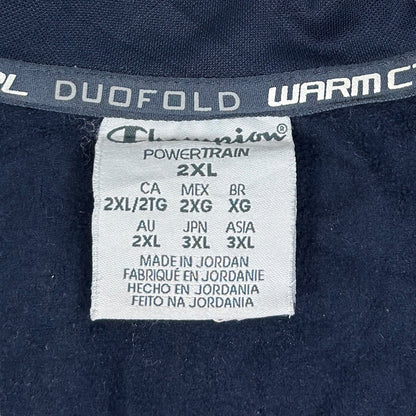 DUOFOLD WARM
Champion®
POWERTRAIN
2XL
CA MEX BR
2XL/2TG 2XG XG
AU JPN ASIA
2XL 3XL 3XL
MADE IN JORDAN
FABRIQUÉ EN JORDANIE
HECHO EN JORDANIA
FEITO NA JORDANIA